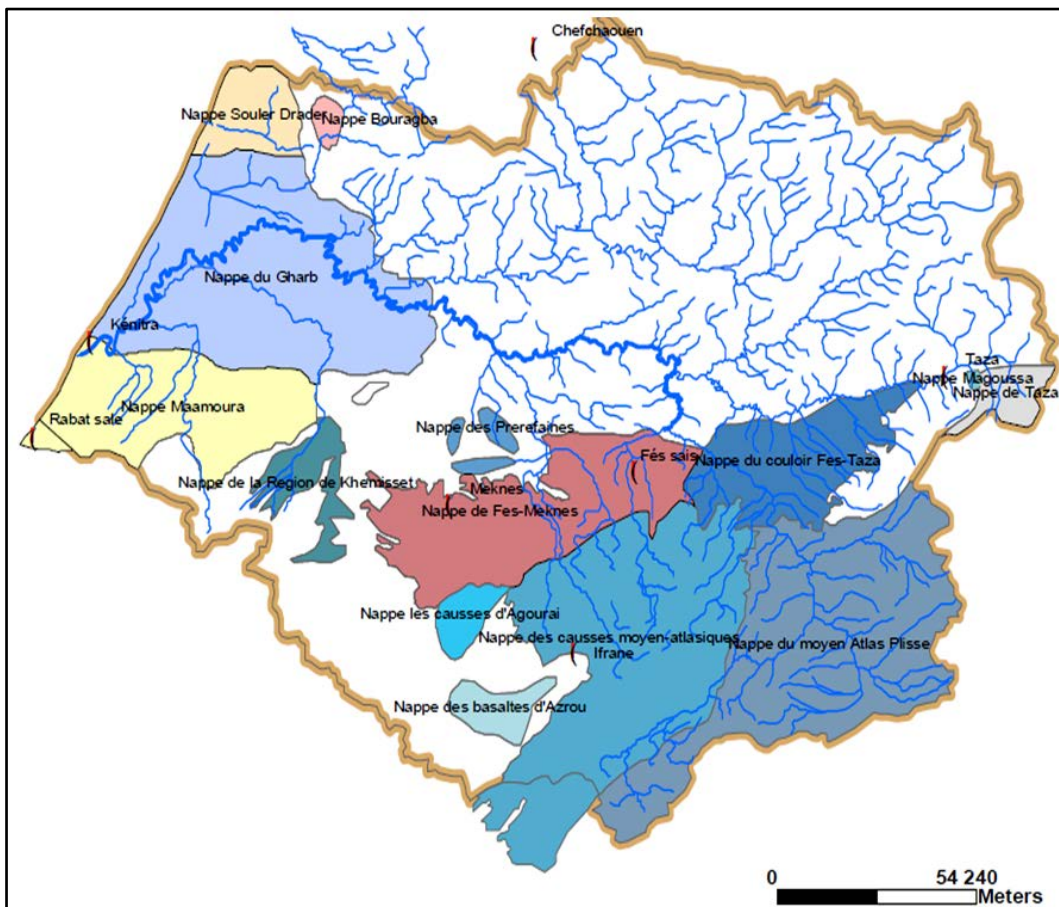 Chefchaouen
Nappe Souler Drader
Nappe Bouragba
Nappe du Gharb
Kénitra
Taza
Nappe Magoussa
Nappe de Taza
Nappe Maamoura
Rabat sale
Nappe des Prerefaines
Fés sais
Nappe du couloir Fes-Taza
Nappe de la Region de Khemisset
Meknes
Nappe de Fes-Meknes
Nappe les causses d'Agourai
Nappe des causses moyen-atlasiques
Ifrane
Nappe du moyen Atlas Plisse
Nappe des basaltes d'Azrou
0 54 240
Meters